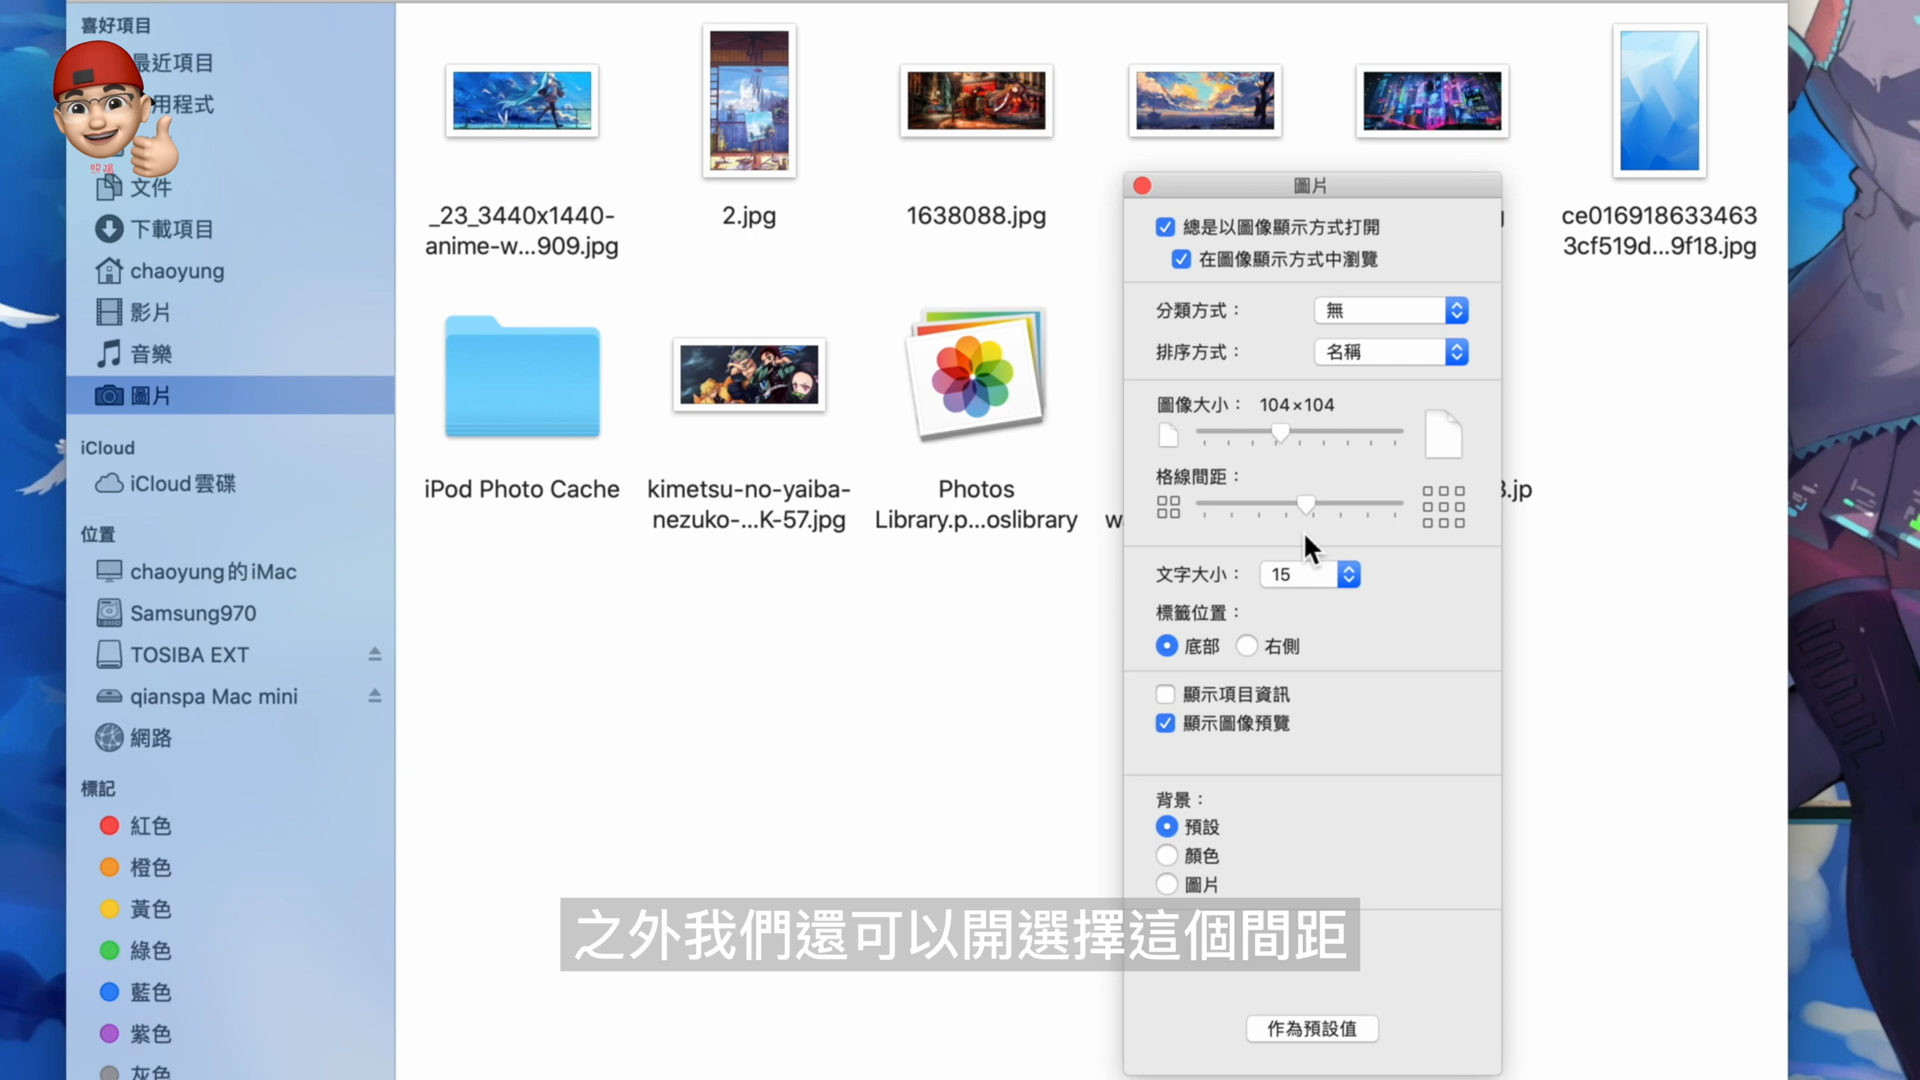 喜好項目
最近項目
用程式
文件
下載項目
chaoyung
影片
音樂
圖片
iCloud
iCloud雲碟
位置
chaoyung的iMac
Samsung970
TOSIBA EXT
qianspa Mac mini
網路
標記
紅色
橙色
黃色
綠色
藍色
紫色
灰色
_23_3440x1440-
anime-w...909.jpg
2.jpg
1638088.jpg
ce016918633463
3cf519d...9f18.jpg
iPod Photo Cache
kimetsu-no-yaiba-
nezuko-...K-57.jpg
Photos
Library.p...oslibrary
圖片
總是以圖像顯示方式打開
在圖像顯示方式中瀏覽
分類方式：
無
排序方式：
名稱
圖像大小： 104×104
格線間距：
文字大小： 15
標籤位置：
底部 右側
顯示項目資訊
顯示圖像預覽
背景：
預設
顏色
圖片
之外我們還可以開選擇這個間距
作為預設值